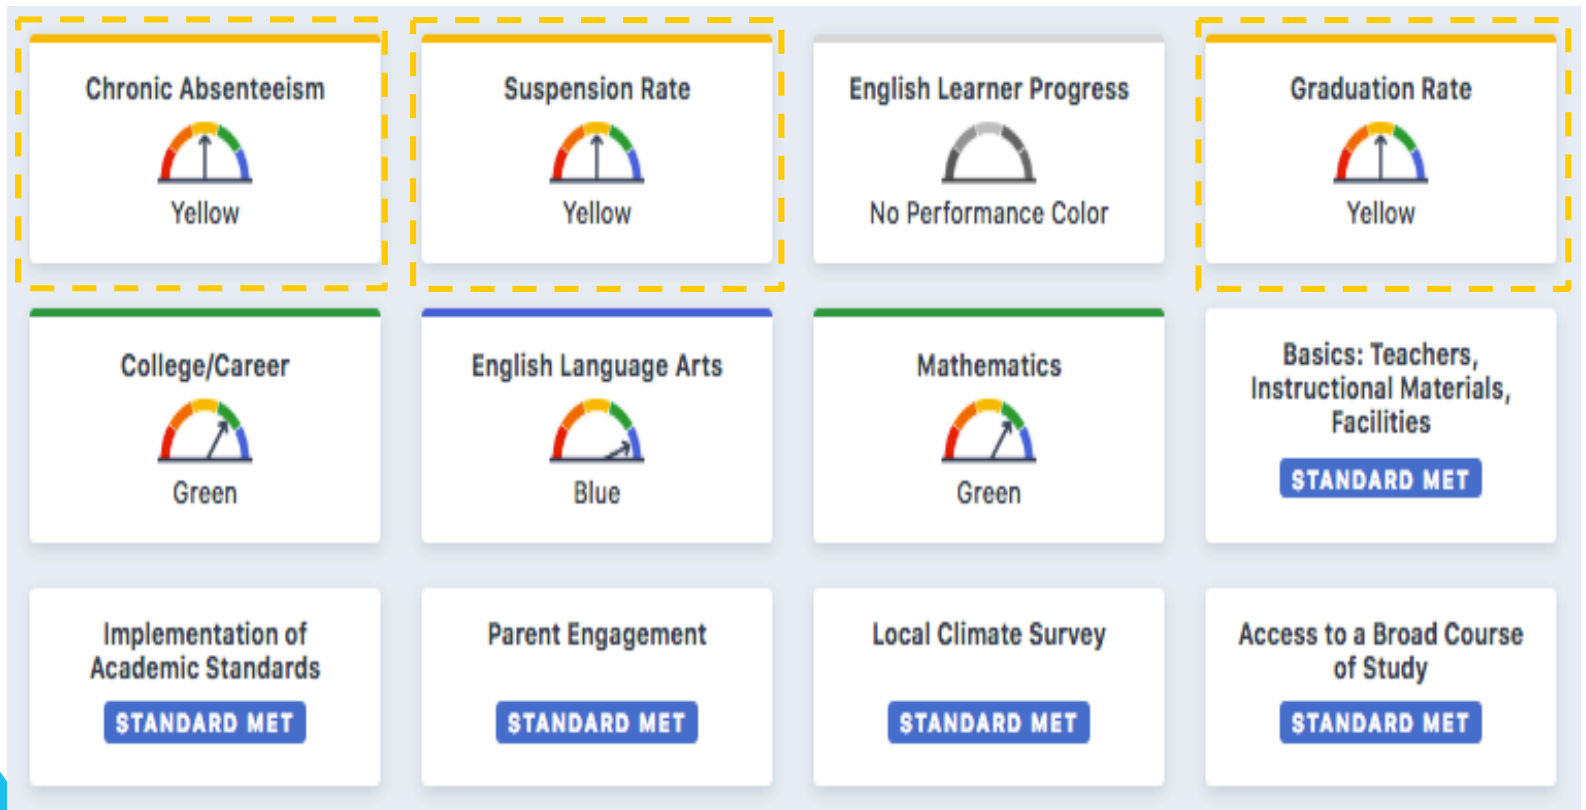 Chronic Absenteeism
Yellow
Suspension Rate
Yellow
English Learner Progress
No Performance Color
Graduation Rate
Yellow
College/Career
Green
English Language Arts
Blue
Mathematics
Green
Basics: Teachers,
Instructional Materials,
Facilities
STANDARD MET
Implementation of
Academic Standards
STANDARD MET
Parent Engagement
STANDARD MET
Local Climate Survey
STANDARD MET
Access to a Broad Course
of Study
STANDARD MET